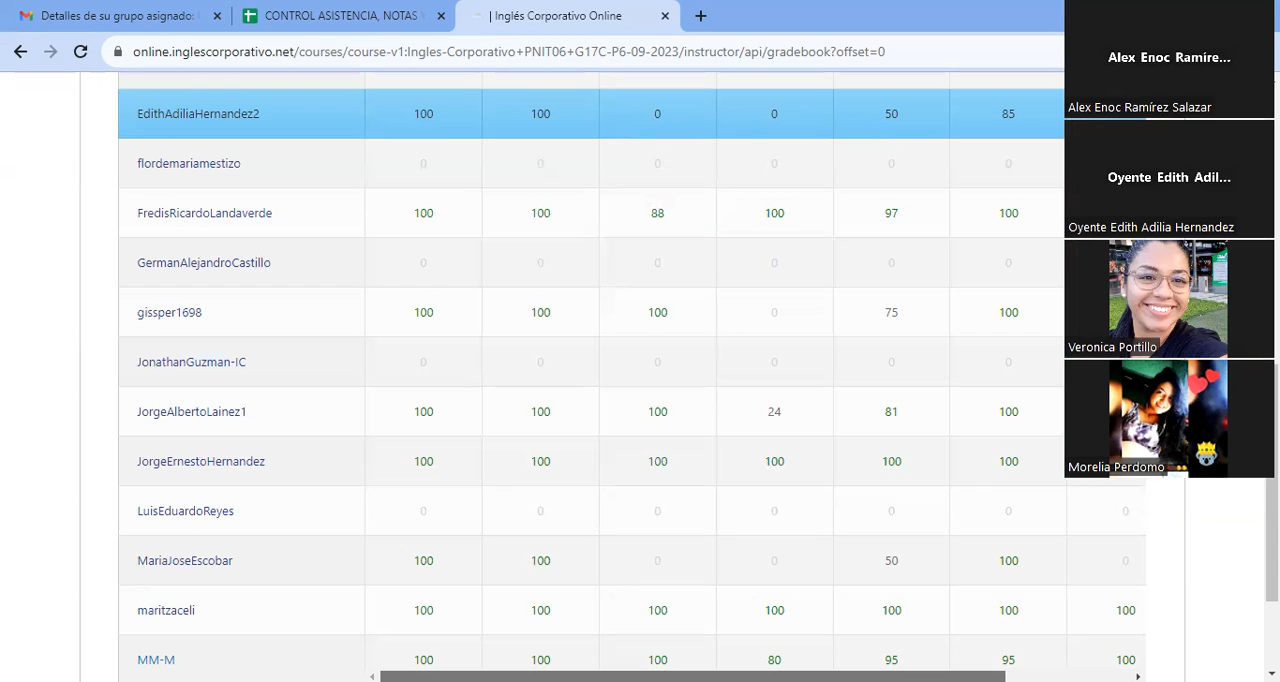 Detalles de su grupo asignado:
CONTROL ASISTENCIA, NOTAS Y
| Inglés Corporativo Online
online.inglescorporativo.net/courses/course-v1:Ingles-Corporativo+PNIT06+G17C-P6-09-2023/instructor/api/gradebook?offset=0
EdithAdiliaHernandez2 100 100 0 0 50 85
flordemariamestizo 0 0 0 0 0 0
FredisRicardoLandaverde 100 100 88 100 97 100
GermanAlejandroCastillo 0 0 0 0 0 0
gissper1698 100 100 100 0 75 100
JonathanGuzman-IC 0 0 0 0 0 0
JorgeAlbertoLainez1 100 100 100 24 81 100
JorgeErnestoHernandez 100 100 100 100 100 100
LuisEduardoReyes 0 0 0 0 0 0 0
MariaJoseEscobar 100 100 0 0 50 100 0
maritzaceli 100 100 100 100 100 100 100
MM-M 100 100 100 80 95 95 100
Alex Enoc Ramíre...
Alex Enoc Ramírez Salazar
Oyente Edith Adil...
Oyente Edith Adilia Hernandez
Veronica Portillo
Morelia Perdomo